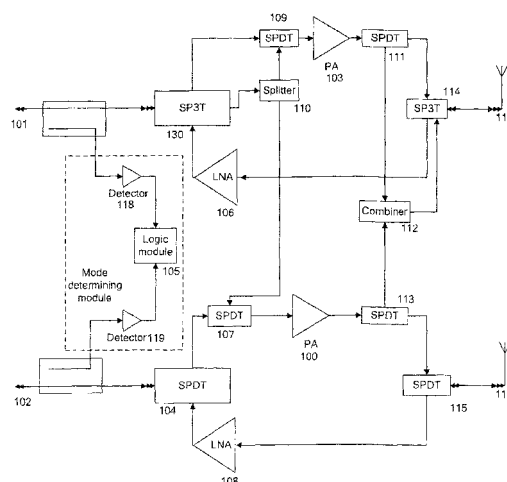 109
SPDT
SPDT
PA
103
111
Splitter
110
114
SP3T
SP3T
101
130
11
LNA
106
Detector
118
Combiner
112
Logic
module
105
Mode
determining
module
SPDT
107
113
SPDT
Detector119
PA
100
SPDT
SPDT
102
104
115
11
LNA
108